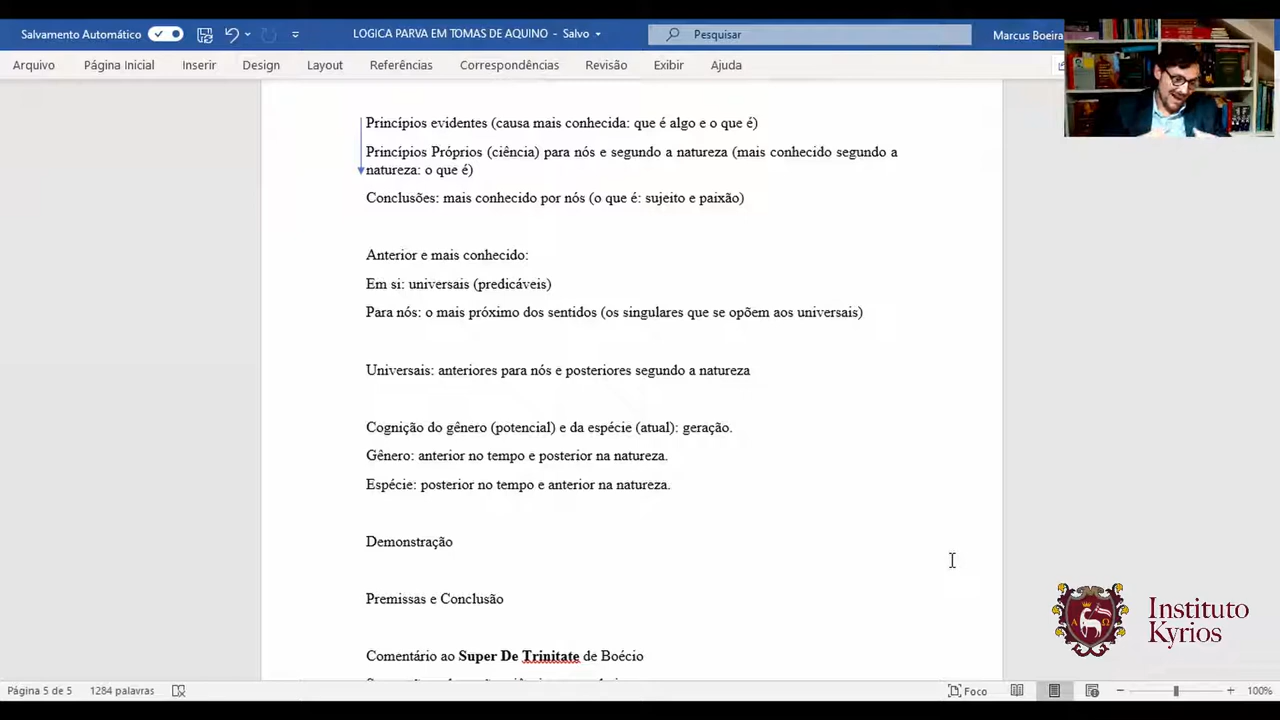 Salvamento Automático
LOGICA PARVA EM TOMAS DE AQUINO - Salvo
Pesquisar
Marcus Boeira
Arquivo
Página Inicial
Inserir
Design
Layout
Referências
Correspondências
Revisão
Exibir
Ajuda
Princípios evidentes (causa mais conhecida: que é algo e o que é)
Princípios Próprios (ciência) para nós e segundo a natureza (mais conhecido segundo a
natureza: o que é)
Conclusões: mais conhecido por nós (o que é: sujeito e paixão)
Anterior e mais conhecido:
Em si: universais (predicáveis)
Para nós: o mais próximo dos sentidos (os singulares que se opõem aos universais)
Universais: anteriores para nós e posteriores segundo a natureza
Cognição do gênero (potencial) e da espécie (atual): geração.
Gênero: anterior no tempo e posterior na natureza.
Espécie: posterior no tempo e anterior na natureza.
Demonstração
Premissas e Conclusão
Comentário ao Super De Trinitate de Boécio
Α Ω
Instituto
Kyrios
Página 5 de 5
1284 palavras
Foco
100%